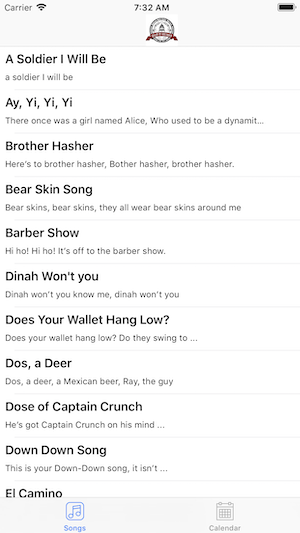 Carrier 7:32 AM
A Soldier I Will Be
a soldier i will be
Ay, Yi, Yi, Yi
There once was a girl named Alice, Who used to be a dynamit...
Brother Hasher
Here's to brother hasher, Bother hasher, brother hasher.
Bear Skin Song
Bear skins, bear skins, they all wear bear skins around me
Barber Show
Hi ho! Hi ho! It's off to the barber show.
Dinah Won't you
Dinah won't you know me, dinah won't you
Does Your Wallet Hang Low?
Does your wallet hang low? Do they swing to ...
Dos, a Deer
Dos, a deer, a Mexican beer, Ray, the guy
Dose of Captain Crunch
He's got Captain Crunch on his mind ...
Down Down Song
This is your Down-Down song, it isn't ...
El Camino
Songs Calendar